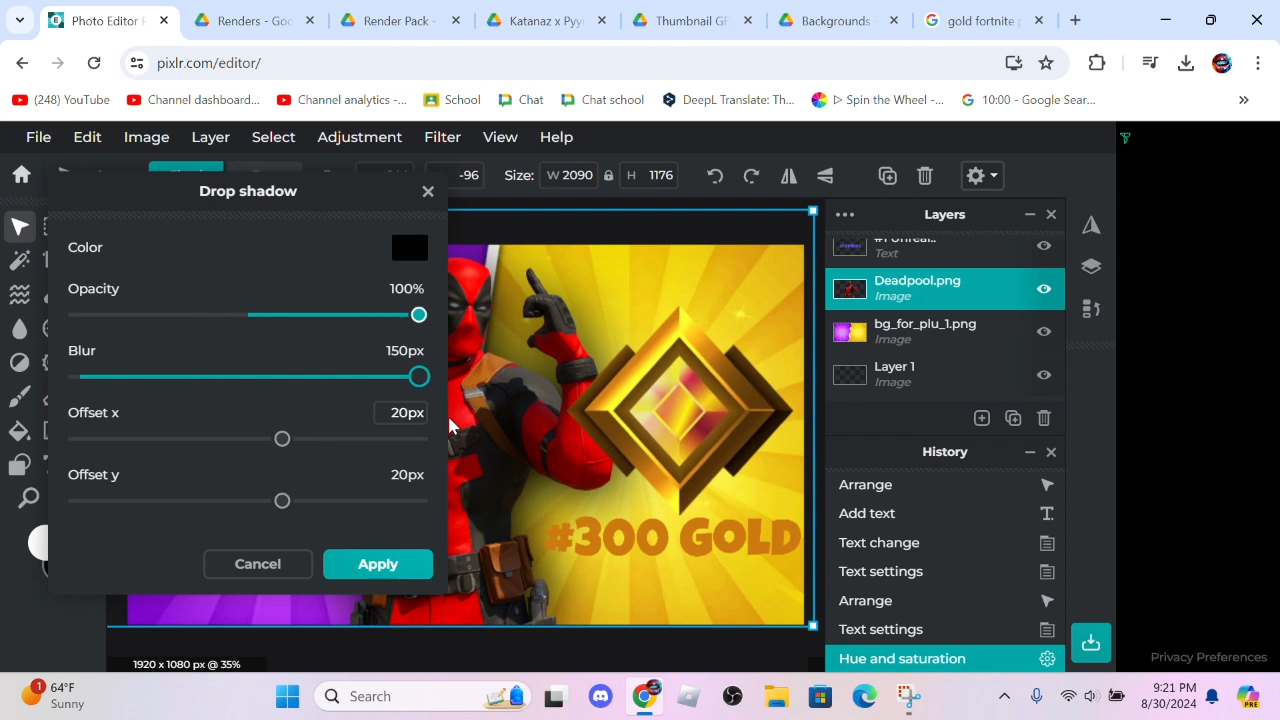 Photo Editor
Renders - Goo
Render Pack -
Katanaz x Pyy
Thumbnail GF
Backgrounds -
gold fortnite
pixlr.com/editor/
(248) YouTube
Channel dashboard...
Channel analytics -...
School
Chat
Chat school
DeepL Translate: Th...
▷ Spin the Wheel -...
10:00 - Google Sear...
»
File Edit Image Layer Select Adjustment Filter View Help
-96
Size:
W 2090
H 1176
Drop shadow
Color
Opacity 100%
Blur 150px
Offset x 20px
Offset y 20px
Cancel
Apply
#300 GOLD
1920 x 1080 px @ 35%
Layers
Text
Deadpool.png
Image
bg_for_plu_1.png
Image
Layer 1
Image
History
Arrange
Add text
Text change
Text settings
Arrange
Text settings
Hue and saturation
Privacy Preferences
1
64°F
Sunny
Search
PRE
9:21 PM
8/30/2024